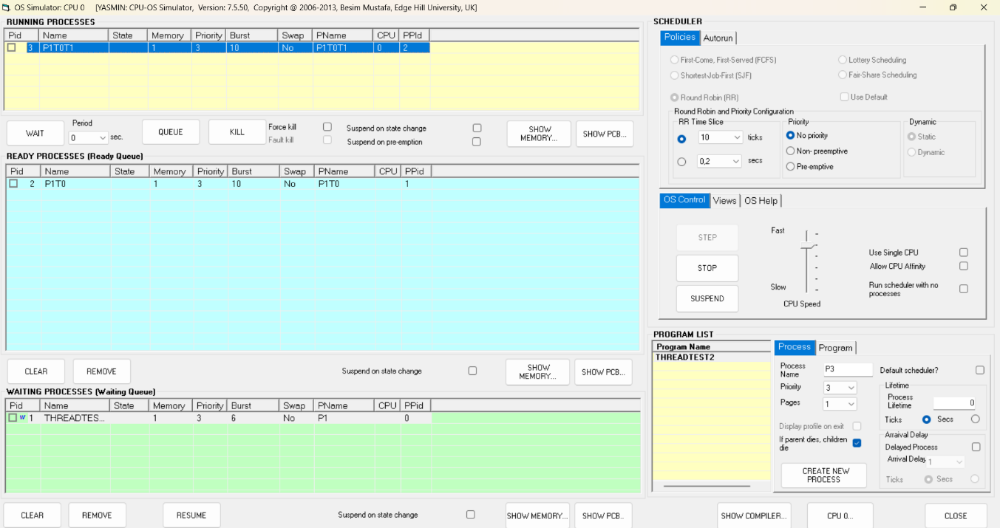 OS Simulator: CPU 0 [YASMIN: CPU-OS Simulator, Version: 7.5.50, Copyright @ 2006-2013, Besim Mustafa, Edge Hill University, UK]
RUNNING PROCESSES
Pid Name State Memory Priority Burst Swap PName CPU PPId
3 P1T0T1 1 3 10 No P1T0T1 0 2
WAIT
Period
0
sec.
QUEUE
KILL
Force kill
Fault kill
Suspend on state change
Suspend on pre-emption
SHOW
MEMORY...
SHOW PCB...
READY PROCESSES (Ready Queue)
Pid Name State Memory Priority Burst Swap PName CPU PPid
2 P1T0 1 3 10 No P1T0 1
CLEAR
REMOVE
Suspend on state change
SHOW
MEMORY...
SHOW PCB...
WAITING PROCESSES (Waiting Queue)
Pid Name State Memory Priority Burst Swap PName CPU PPid
w 1 THREADTES... 1 3 6 No P1 0
CLEAR
REMOVE
RESUME
Suspend on state change
SHOW MEMORY...
SHOW PCB..
SCHEDULER
Policies Autorun
First-Come, First-Served (FCFS)
Lottery Scheduling
Shortest-Job-First (SJF)
Fair-Share Scheduling
Round Robin (RR)
Use Default
Round Robin and Priority Configuration
RR Time Slice
10 ticks
0,2 secs
Priority
No priority
Non- preemptive
Pre-emptive
Dynamic
Static
Dynamic
OS Control Views OS Help
STEP
STOP
SUSPEND
Fast
Slow
CPU Speed
Use Single CPU
Allow CPU Affinity
Run scheduler with no
processes
PROGRAM LIST
Program Name
THREADTEST2
Process Program
Process
Name
P3
Priority
3
Pages
1
Display profile on exit
If parent dies, children
die
CREATE NEW
PROCESS
Default scheduler?
Lifetime
Process
Lifetime
0
Ticks
Secs
Arraival Delay
Delayed Process
Arrival Delay
1
Ticks
Secs
SHOW COMPILER...
CPU 0...
CLOSE